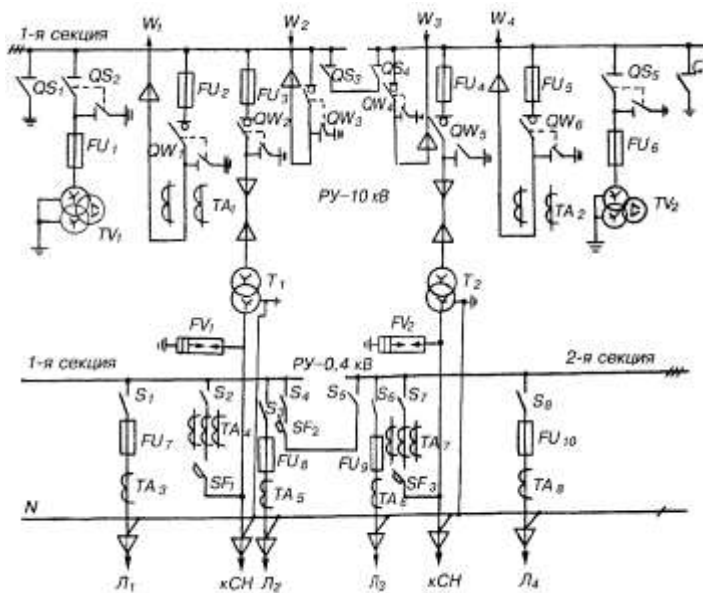 W₁ W₂ W₃ W₄
1-я секция
QS₁ QS₂ FU₂ FU₃ QS₃ QS₄ FU₄ FU₅ QS₅
QW₁ QW₂ QW₃ QW₄ QW₅ QW₆
FU₁ FU₆
TV₁ TA₁ РУ-10 кВ TA₂ TV₂
T₁ T₂
FV₁ FV₂
1-я секция РУ-0,4 кВ 2-я секция
S₁ S₂ S₃ S₄ S₅ S₆ S₇ S₈
FU₇ TA₄ SF₂ TA₇ FU₁₀
FU₈ FU₉
TA₃ SF₁ TA₅ SF₃ TA₈
N
Л₁ кСН Л₂ Л₃ кСН Л₄